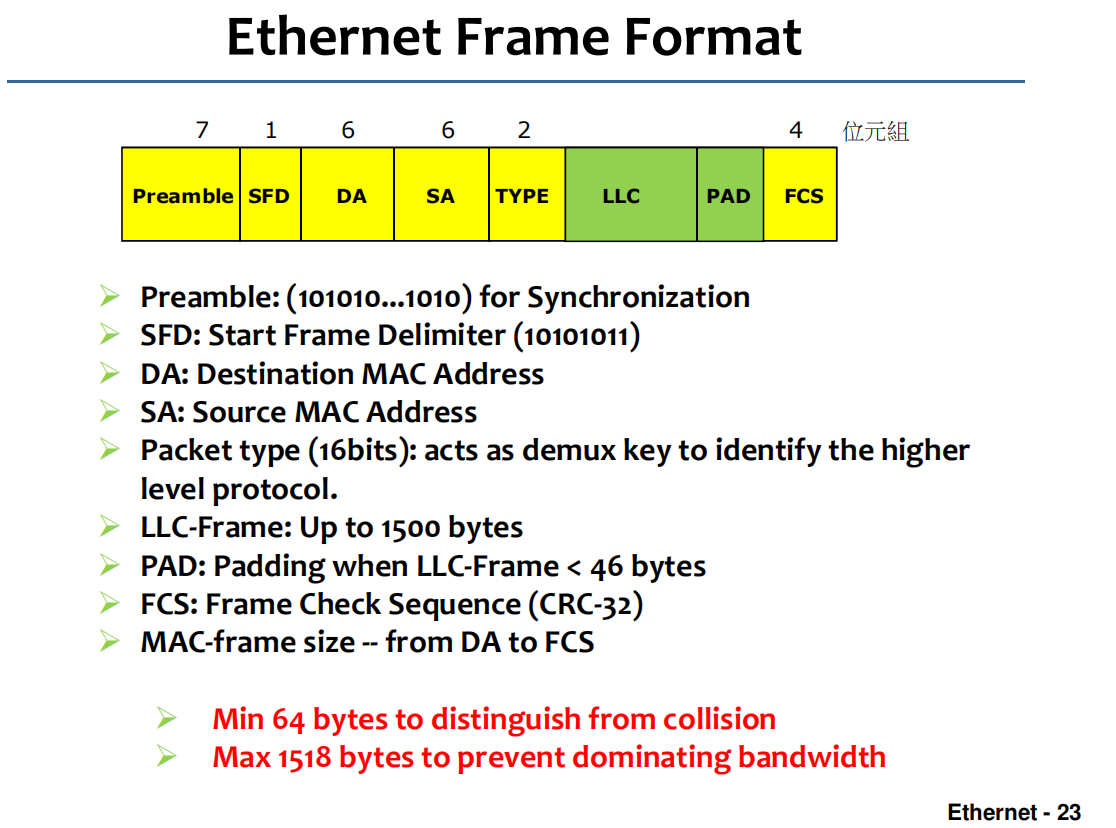 Ethernet Frame Format
7 1 6 6 2 4 位元組
Preamble SFD DA SA TYPE LLC PAD FCS
Preamble: (101010...1010) for Synchronization
SFD: Start Frame Delimiter (10101011)
DA: Destination MAC Address
SA: Source MAC Address
Packet type (16bits): acts as demux key to identify the higher
level protocol.
LLC-Frame: Up to 1500 bytes
PAD: Padding when LLC-Frame < 46 bytes
FCS: Frame Check Sequence (CRC-32)
MAC-frame size -- from DA to FCS
Min 64 bytes to distinguish from collision
Max 1518 bytes to prevent dominating bandwidth
Ethernet - 23